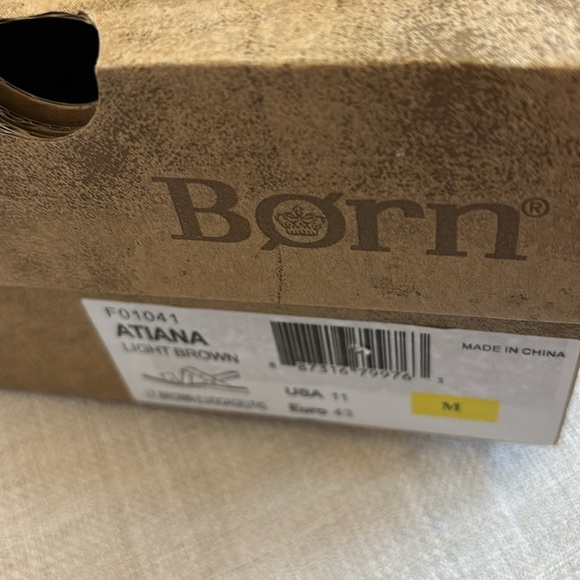 Børn®
F01041
ATIANA
LIGHT BROWN
MADE IN CHINA
USA 11
Euro 43
M